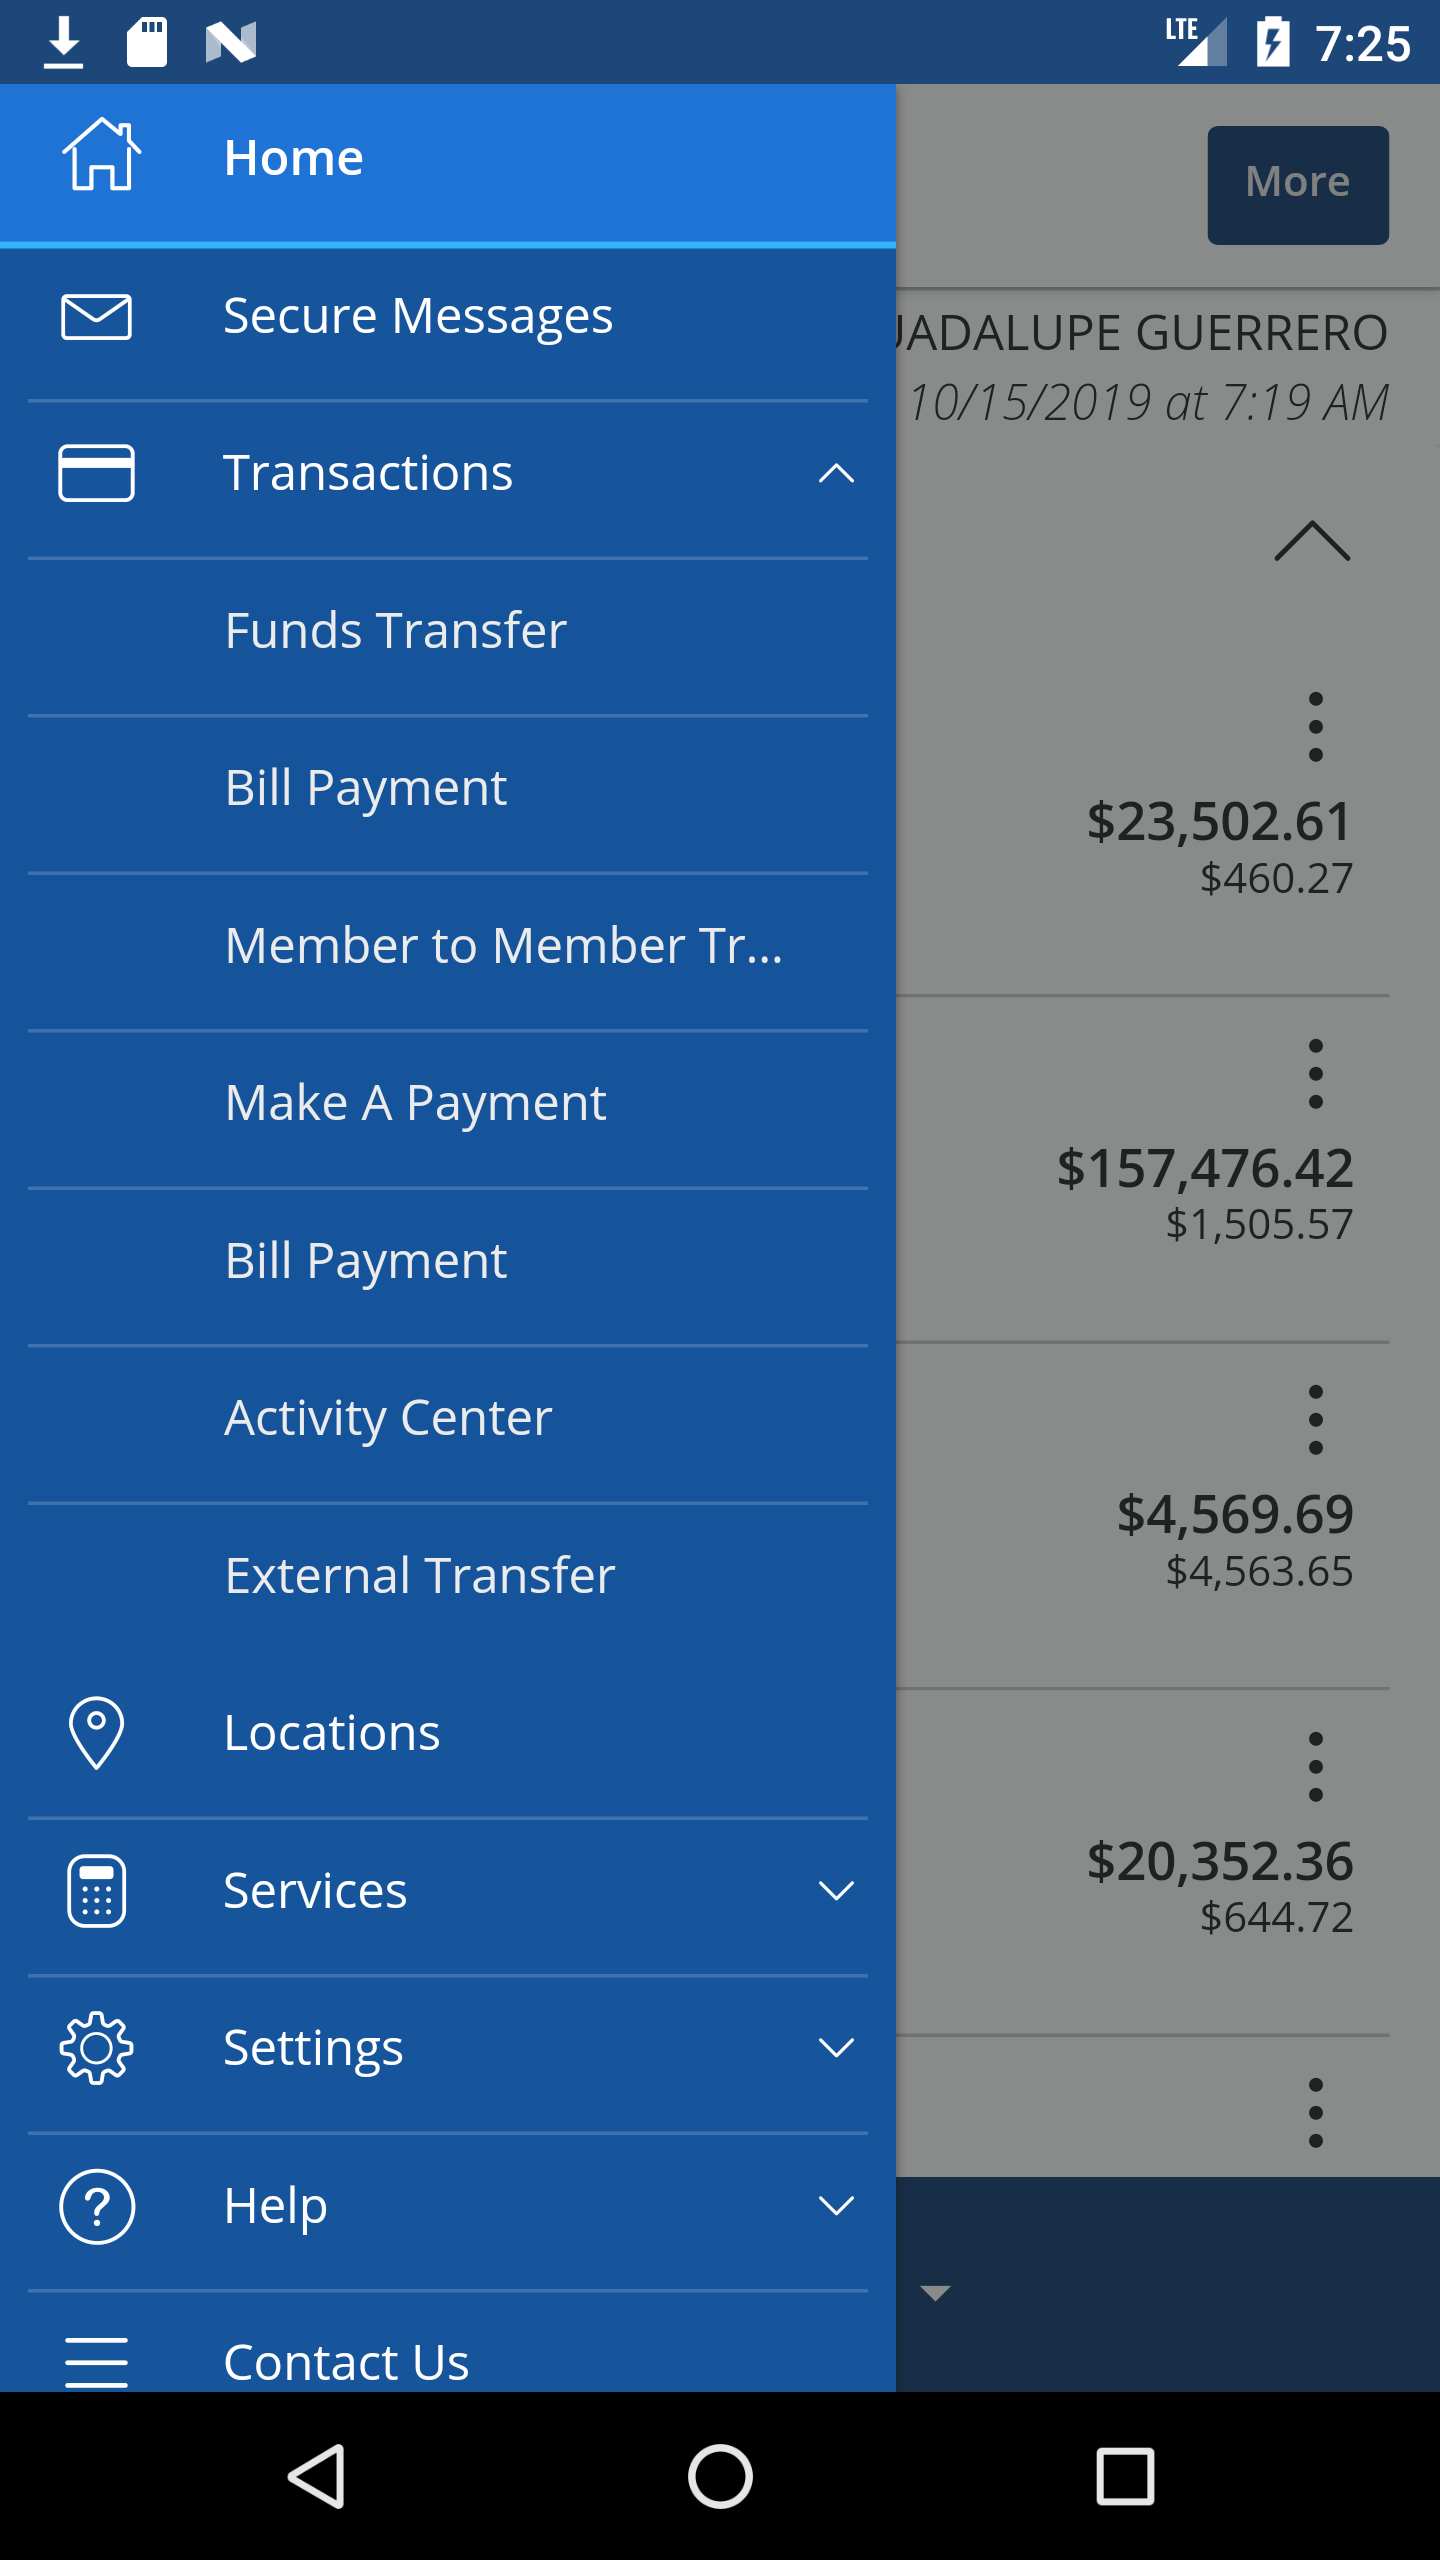 LTE 7:25
Home
More
Secure Messages
GUERRERO
10/15/2019 at 7:19 AM
Transactions
Funds Transfer
Bill Payment
$23,502.61
$460.27
Member to Member Tr...
Make A Payment
$157,476.42
$1,505.57
Bill Payment
Activity Center
$4,569.69
$4,563.65
External Transfer
Locations
Services
$20,352.36
$644.72
Settings
Help
Contact Us